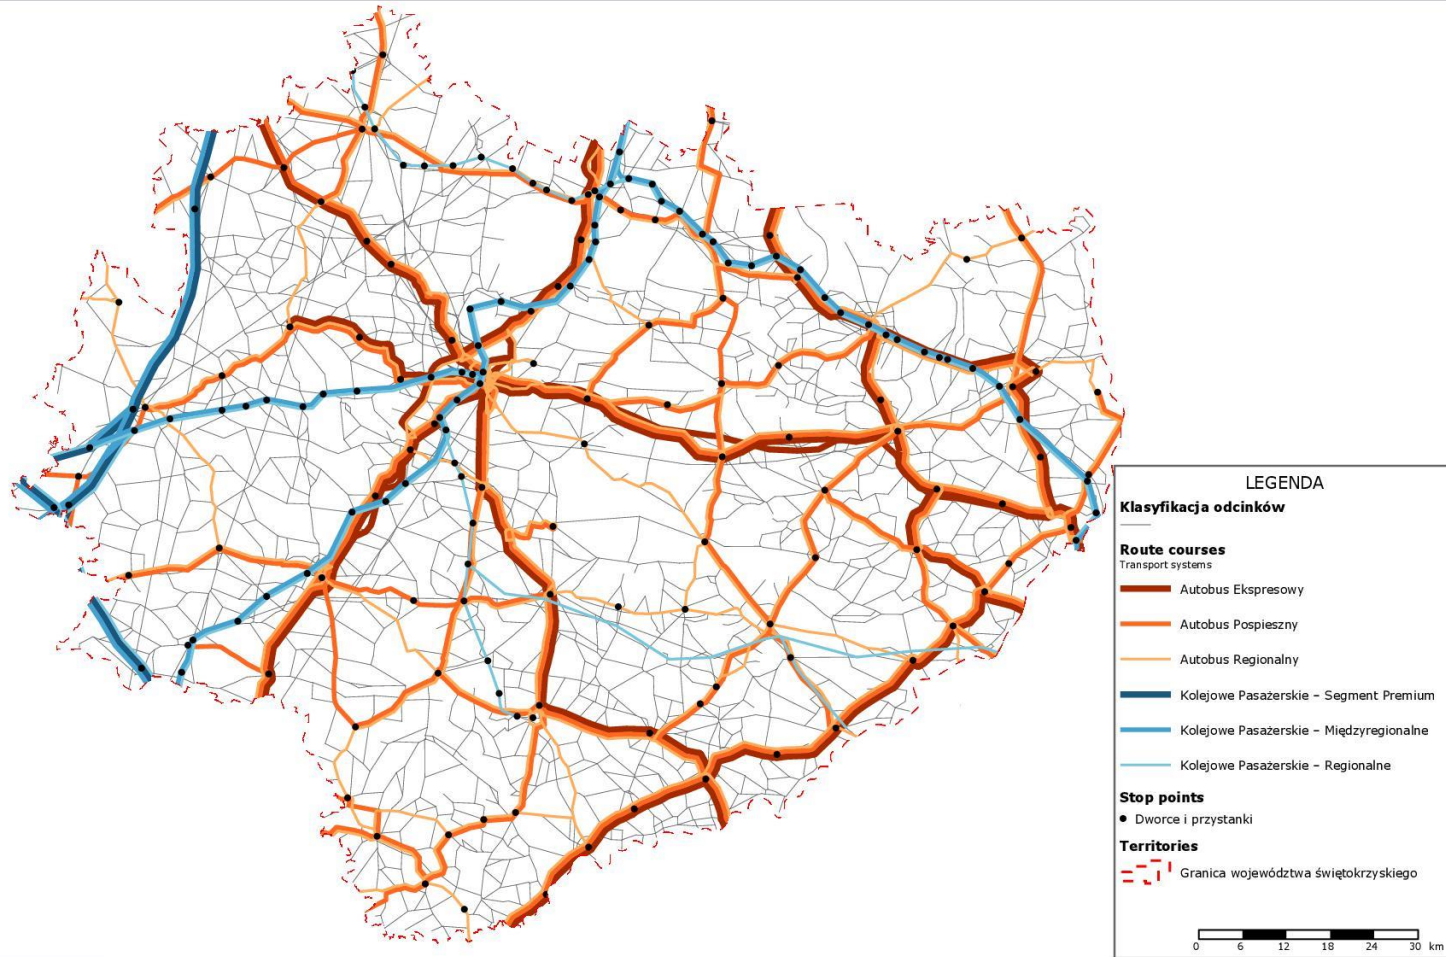 LEGENDA
Klasyfikacja odcinków
Route courses
Transport systems
Autobus Ekspresowy
Autobus Pospieszny
Autobus Regionalny
Kolejowe Pasażerskie – Segment Premium
Kolejowe Pasażerskie – Międzyregionalne
Kolejowe Pasażerskie – Regionalne
Stop points
Dworce i przystanki
Territories
Granica województwa świętokrzyskiego
0 6 12 18 24 30 km